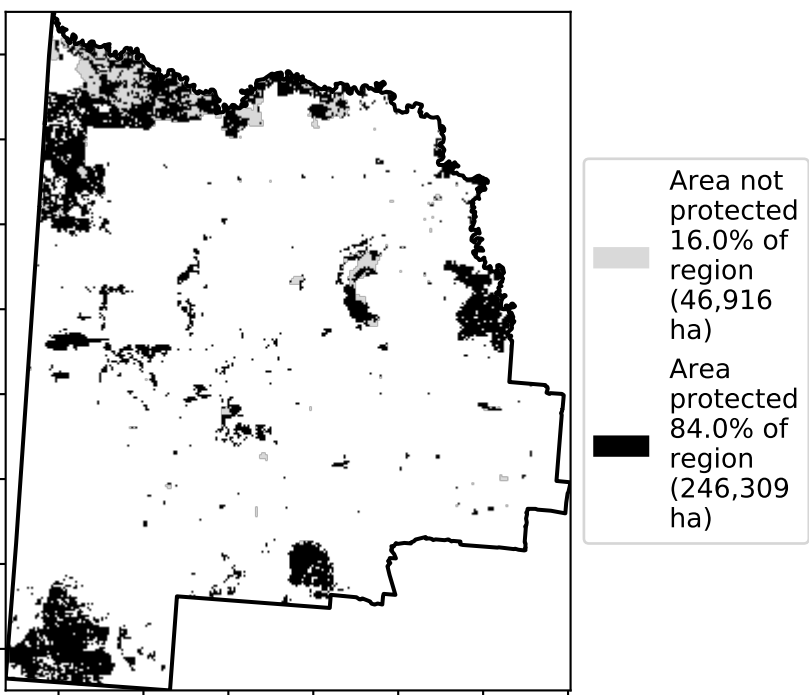 Area not
protected
16.0% of
region
(46,916
ha)
Area
protected
84.0% of
region
(246,309
ha)